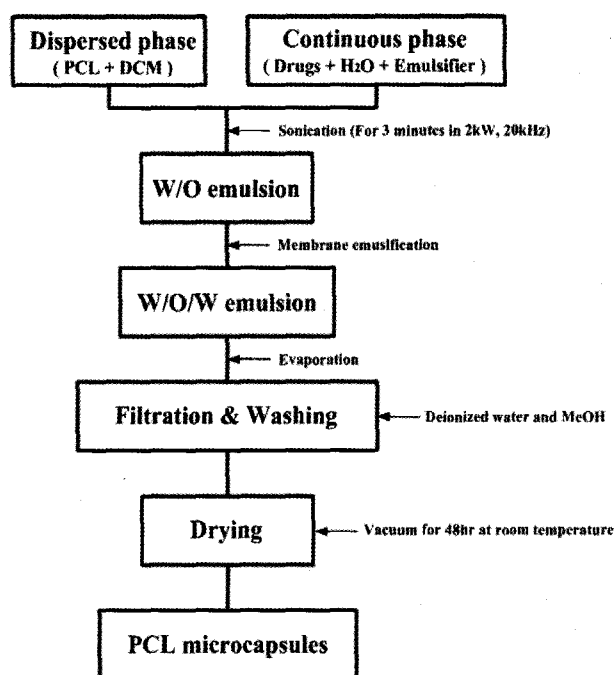 Dispersed phase
( PCL + DCM )
Continuous phase
( Drugs + H2O + Emulsifier )
Sonication (For 3 minutes in 2kW, 20kHz)
W/O emulsion
Membrane emusification
W/O/W emulsion
Evaporation
Filtration & Washing
Deionized water and MeOH
Drying
Vacuum for 48hr at room temperature
PCL microcapsules